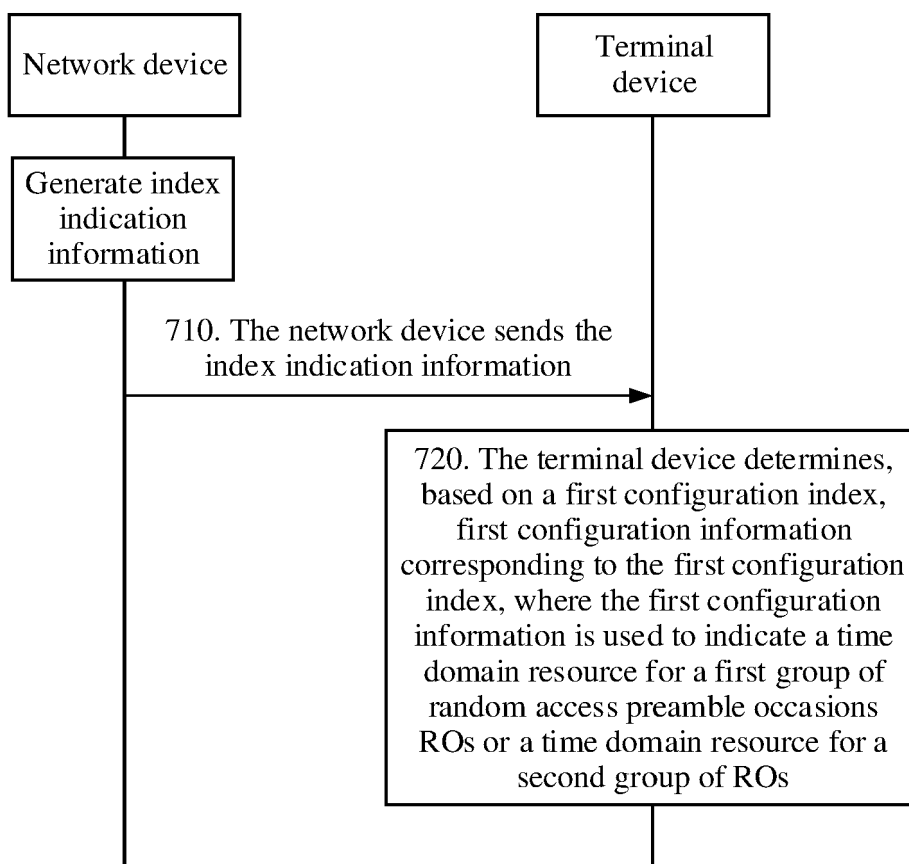 Network device
Terminal
device
Generate index
indication
information
710. The network device sends the
index indication information
720. The terminal device determines,
based on a first configuration index,
first configuration information
corresponding to the first configuration
index, where the first configuration
information is used to indicate a time
domain resource for a first group of
random access preamble occasions
ROs or a time domain resource for a
second group of ROs